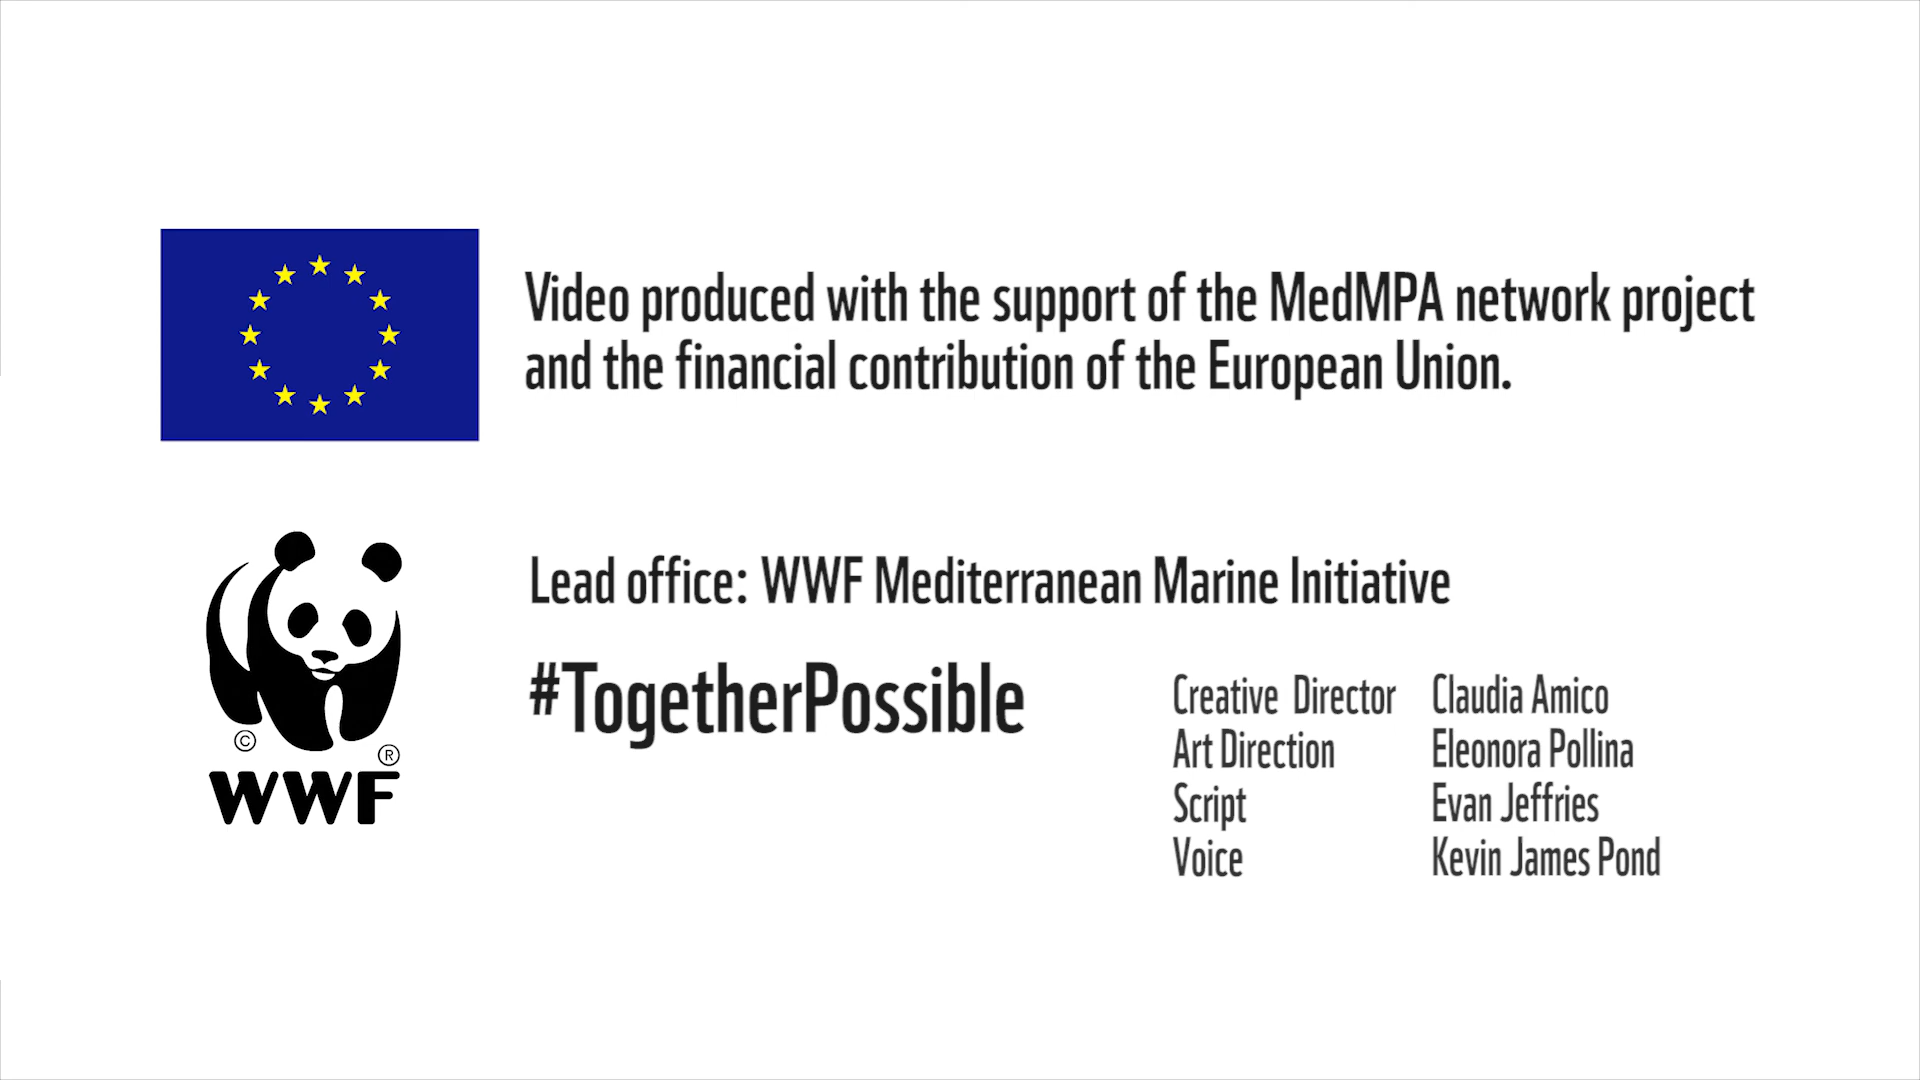 Video produced with the support of the MedMPA network project
and the financial contribution of the European Union.
Lead office: WWF Mediterranean Marine Initiative
#TogetherPossible
Creative Director Claudia Amico
Art Direction Eleonora Pollina
Script Evan Jeffries
Voice Kevin James Pond
© ®
WWF